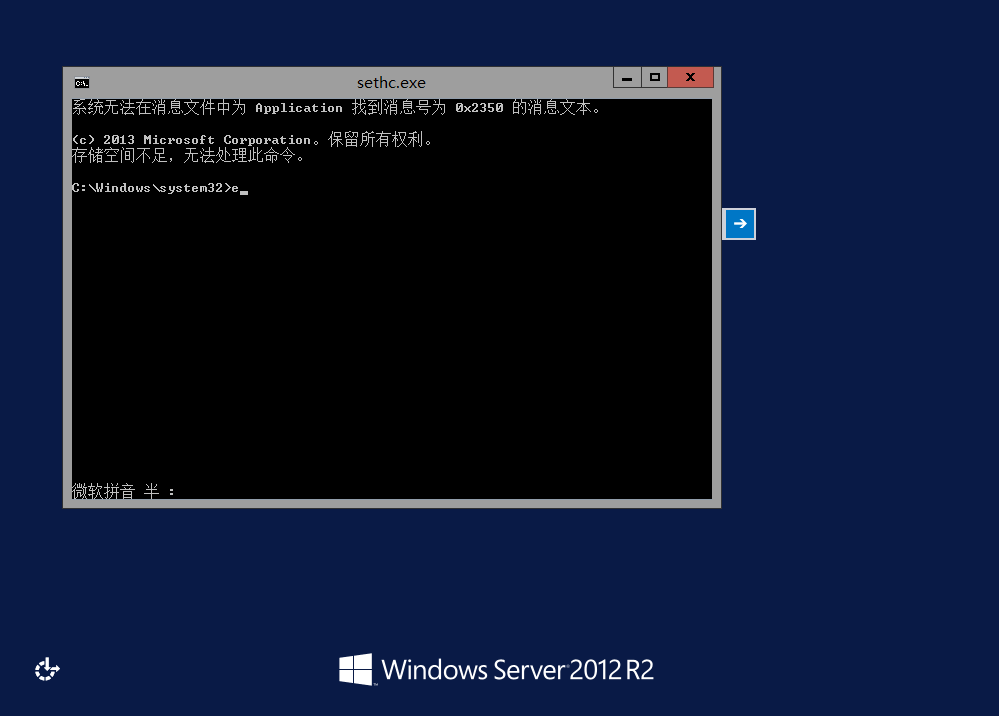 sethc.exe
系统无法在消息文件中为 Application 找到消息号为 0x2350 的消息文本。
(c) 2013 Microsoft Corporation。保留所有权利。
存储空间不足，无法处理此命令。
C:\Windows\system32>e
微软拼音 半 :
Windows Server 2012 R2